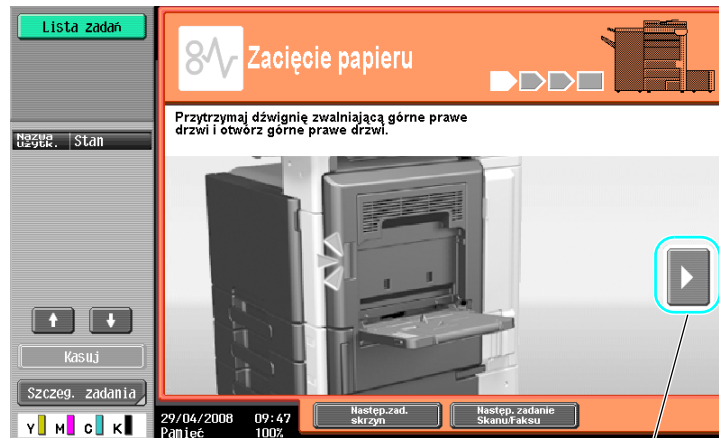 Lista zadań
Zacięcie papieru
Przytrzymaj dźwignię zwalniającą górne prawe
drzwi i otwórz górne prawe drzwi.
Nazwa
użytk.
Stan
Kasuj
Szczeg. zadania
Y M C K
29/04/2008 09:47
Pamięć 100%
Następ.zad.
skrzyn
Następ. zadanie
Skanu/Faksu